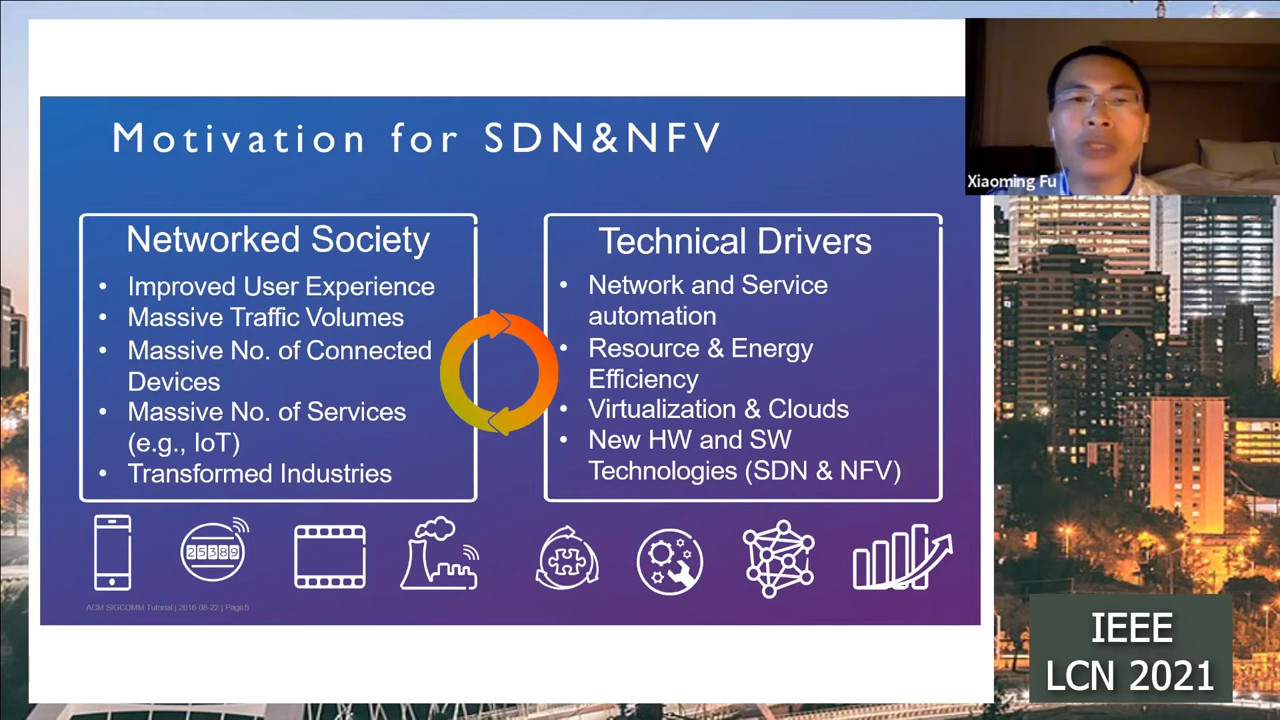 Motivation for SDN&NFV
Networked Society
• Improved User Experience
• Massive Traffic Volumes
• Massive No. of Connected
Devices
• Massive No. of Services
(e.g., IoT)
• Transformed Industries
Technical Drivers
• Network and Service
automation
• Resource & Energy
Efficiency
• Virtualization & Clouds
• New HW and SW
Technologies (SDN & NFV)
25389
ACM SIGCOMM Tutorial | 2016-08-22 | Page 5
Xiaoming Fu
IEEE
LCN 2021